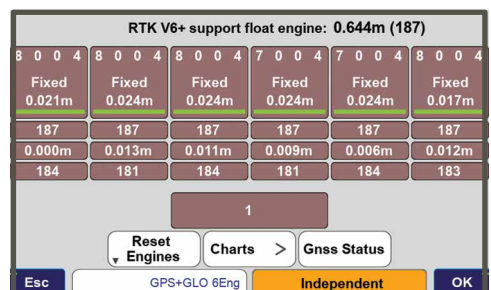 RTK V6+ support float engine: 0.644m (187)
8 0 0 4 8 0 0 4 8 0 0 4 7 0 0 4 7 0 0 4 8 0 0 4
Fixed Fixed Fixed Fixed Fixed Fixed
0.021m 0.024m 0.024m 0.024m 0.024m 0.017m
187 187 187 187 187 187
0.000m 0.013m 0.011m 0.009m 0.006m 0.012m
184 181 184 181 184 183
1
Reset
Engines
Charts >
Gnss Status
Esc GPS+GLO 6Eng Independent OK